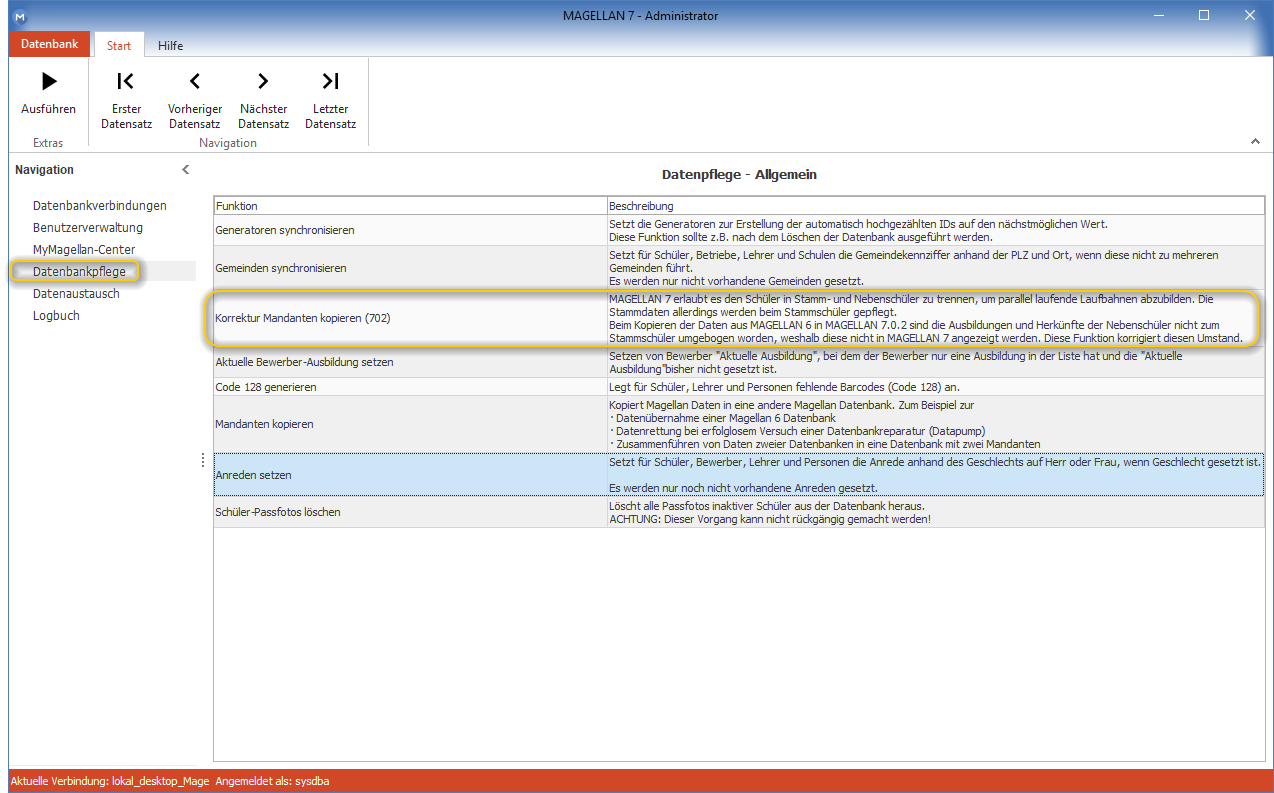 M
MAGELLAN 7 - Administrator
Datenbank
Start
Hilfe
Ausführen
Erster
Datensatz
Vorheriger
Datensatz
Nächster
Datensatz
Letzter
Datensatz
Extras
Navigation
Navigation
Datenbankverbindungen
Benutzerverwaltung
MyMagellan-Center
Datenbankpflege
Datenaustausch
Logbuch
Datenpflege - Allgemein
Funktion
Beschreibung
Generatoren synchronisieren
Setzt die Generatoren zur Erstellung der automatisch hochgezählten IDs auf den nächstmöglichen Wert.
Diese Funktion sollte z.B. nach dem Löschen der Datenbank ausgeführt werden.
Gemeinden synchronisieren
Setzt für Schüler, Betriebe, Lehrer und Schulen die Gemeindekennziffer anhand der PLZ und Ort, wenn diese nicht zu mehreren
Gemeinden führt.
Es werden nur nicht vorhandene Gemeinden gesetzt.
Korrektur Mandanten kopieren (702)
MAGELLAN 7 erlaubt es den Schüler in Stamm- und Nebenschüler zu trennen, um parallel laufende Laufbahnen abzubilden. Die
Stammdaten allerdings werden beim Stammschüler gepflegt.
Beim Kopieren der Daten aus MAGELLAN 6 in MAGELLAN 7.0.2 sind die Ausbildungen und Herkünfte der Nebenschüler nicht zum
Stammschüler umgebogen worden, weshalb diese nicht in MAGELLAN 7 angezeigt werden. Diese Funktion korrigiert diesen Umstand.
Aktuelle Bewerber-Ausbildung setzen
Setzen von Bewerber "Aktuelle Ausbildung", bei dem der Bewerber nur eine Ausbildung in der Liste hat und die "Aktuelle
Ausbildung"bisher nicht gesetzt ist.
Code 128 generieren
Legt für Schüler, Lehrer und Personen fehlende Barcodes (Code 128) an.
Mandanten kopieren
Kopiert Magellan Daten in eine andere Magellan Datenbank. Zum Beispiel zur
· Datenübernahme einer Magellan 6 Datenbank
· Datenrettung bei erfoglosem Versuch einer Datenbankreparatur (Datapump)
· Zusammenführen von Daten zweier Datenbanken in eine Datenbank mit zwei Mandanten
Anreden setzen
Setzt für Schüler, Bewerber, Lehrer und Personen die Anrede anhand des Geschlechts auf Herr oder Frau, wenn Geschlecht gesetzt ist.
Es werden nur noch nicht vorhandene Anreden gesetzt.
Schüler-Passfotos löschen
Löscht alle Passfotos inaktiver Schüler aus der Datenbank heraus.
ACHTUNG: Dieser Vorgang kann nicht rückgängig gemacht werden!
Aktuelle Verbindung: lokal_desktop_Mage Angemeldet als: sysdba